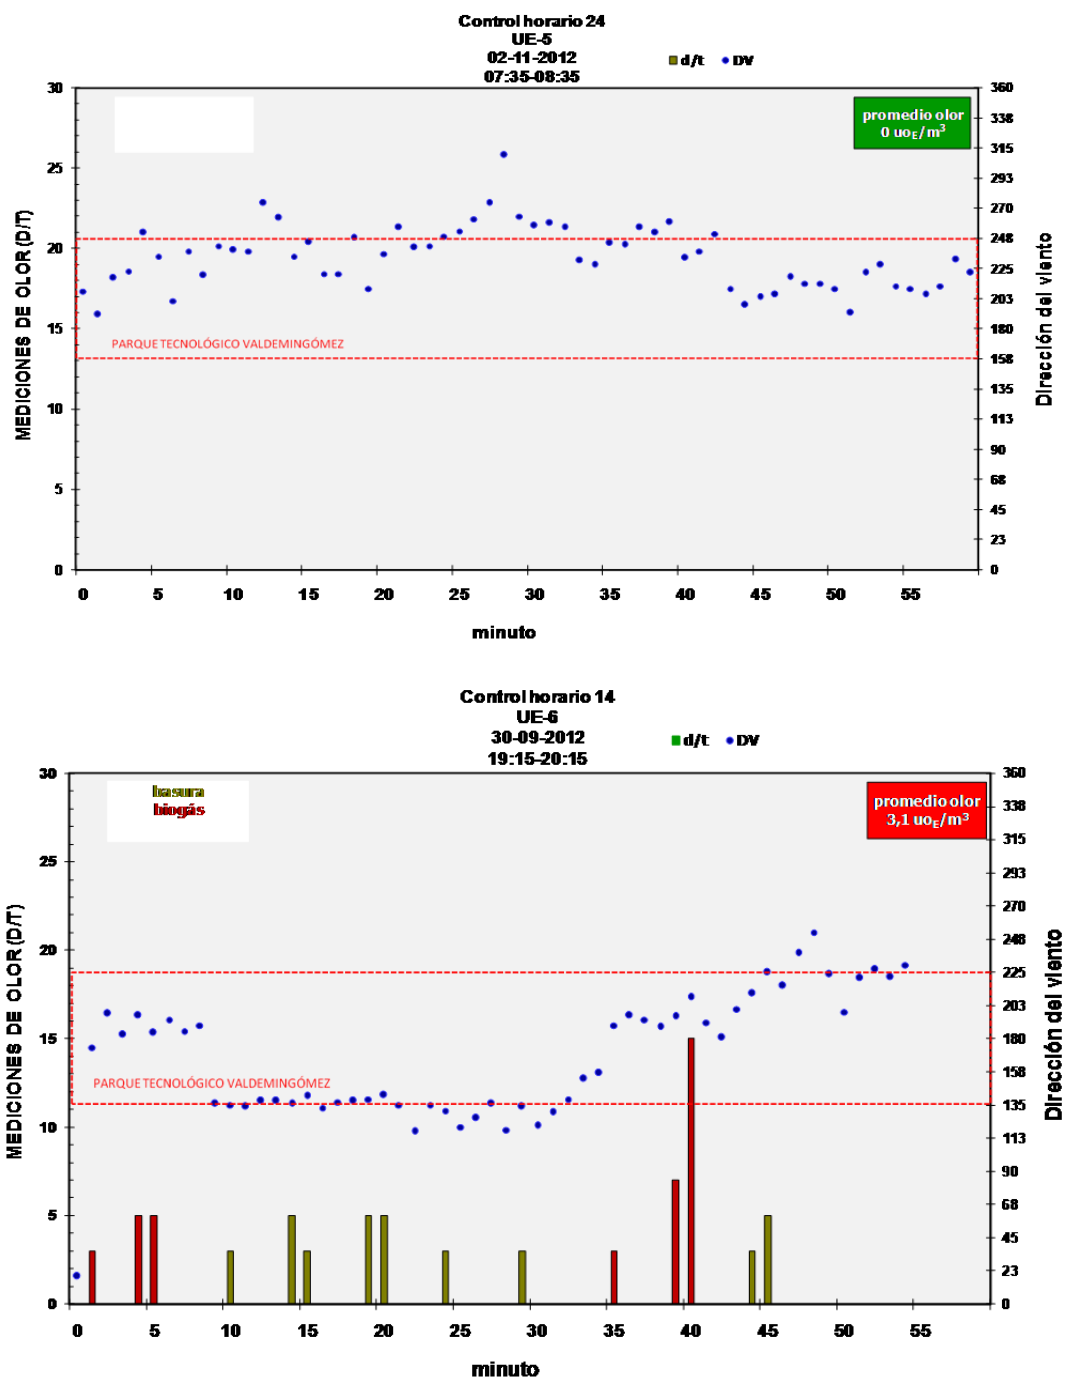 Control horario 24
UE-5
02-11-2012
07:35-08:35
d/t DV
promedio olor
0 uoE/m³
30
25
20
15
10
5
0
MEDICIONES DE OLOR (D/T)
360
338
315
293
270
248
225
203
180
158
135
113
90
68
45
23
0
Dirección del viento
PARQUE TECNOLÓGICO VALDEMINGÓMEZ
0 5 10 15 20 25 30 35 40 45 50 55
minuto
Control horario 14
UE-6
30-09-2012
19:15-20:15
d/t DV
basura
biogás
promedio olor
3,1 uoE/m³
30
25
20
15
10
5
0
MEDICIONES DE OLOR (D/T)
360
338
315
293
270
248
225
203
180
158
135
113
90
68
45
23
0
Dirección del viento
PARQUE TECNOLÓGICO VALDEMINGÓMEZ
0 5 10 15 20 25 30 35 40 45 50 55
minuto